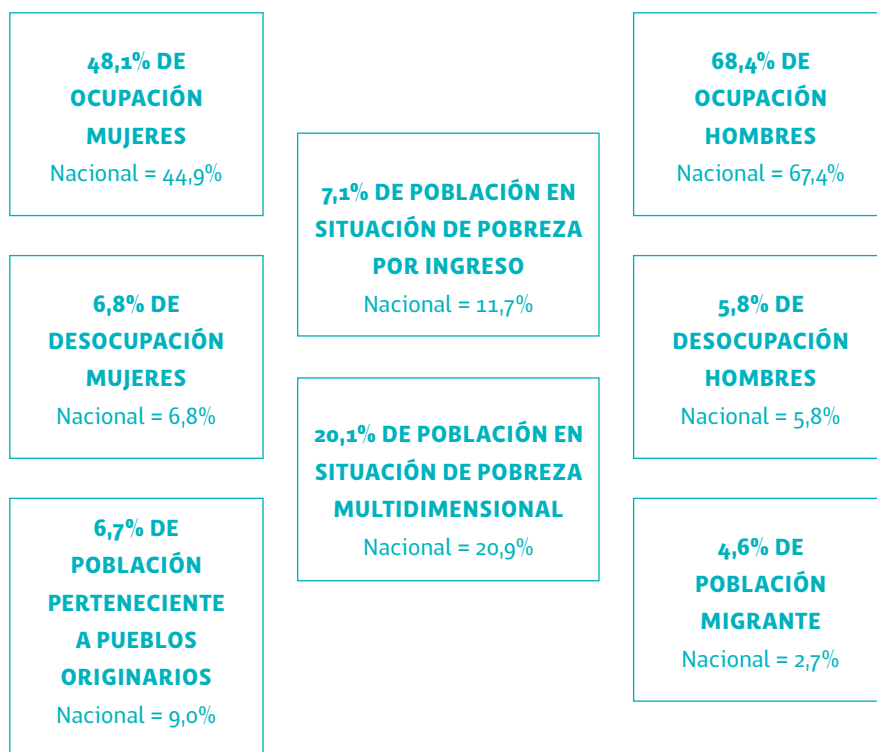 48,1% DE
OCUPACIÓN
MUJERES
Nacional = 44,9%
6,8% DE
DESOCUPACIÓN
MUJERES
Nacional = 6,8%
6,7% DE
POBLACIÓN
PERTENECIENTE
A PUEBLOS
ORIGINARIOS
Nacional = 9,0%
7,1% DE POBLACIÓN EN
SITUACIÓN DE POBREZA
POR INGRESO
Nacional = 11,7%
20,1% DE POBLACIÓN EN
SITUACIÓN DE POBREZA
MULTIDIMENSIONAL
Nacional = 20,9%
68,4% DE
OCUPACIÓN
HOMBRES
Nacional = 67,4%
5,8% DE
DESOCUPACIÓN
HOMBRES
Nacional = 5,8%
4,6% DE
POBLACIÓN
MIGRANTE
Nacional = 2,7%